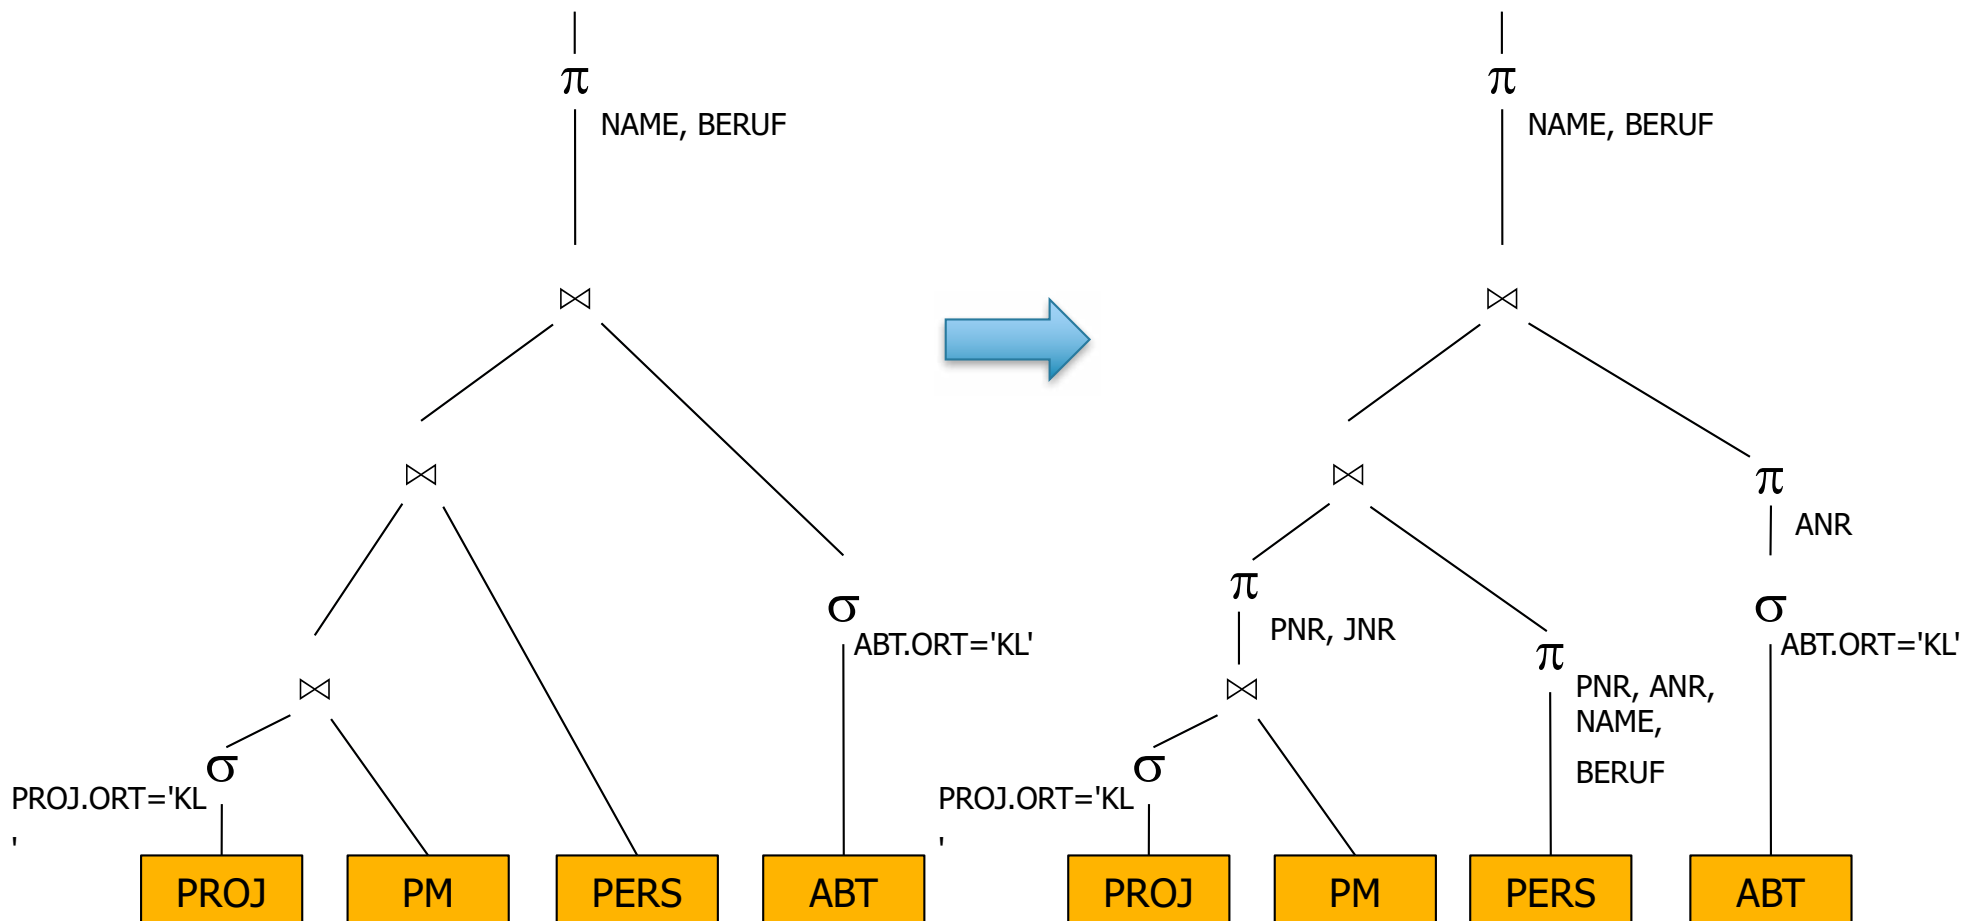 π
NAME, BERUF
⋈
⋈
σ
ABT.ORT='KL'
⋈
σ
PROJ.ORT='KL
'
PROJ
PM
PERS
ABT
π
NAME, BERUF
⋈
⋈
π
ANR
π
PNR, JNR
σ
ABT.ORT='KL'
π
PNR, ANR,
NAME,
BERUF
⋈
σ
PROJ.ORT='KL
'
PROJ
PM
PERS
ABT